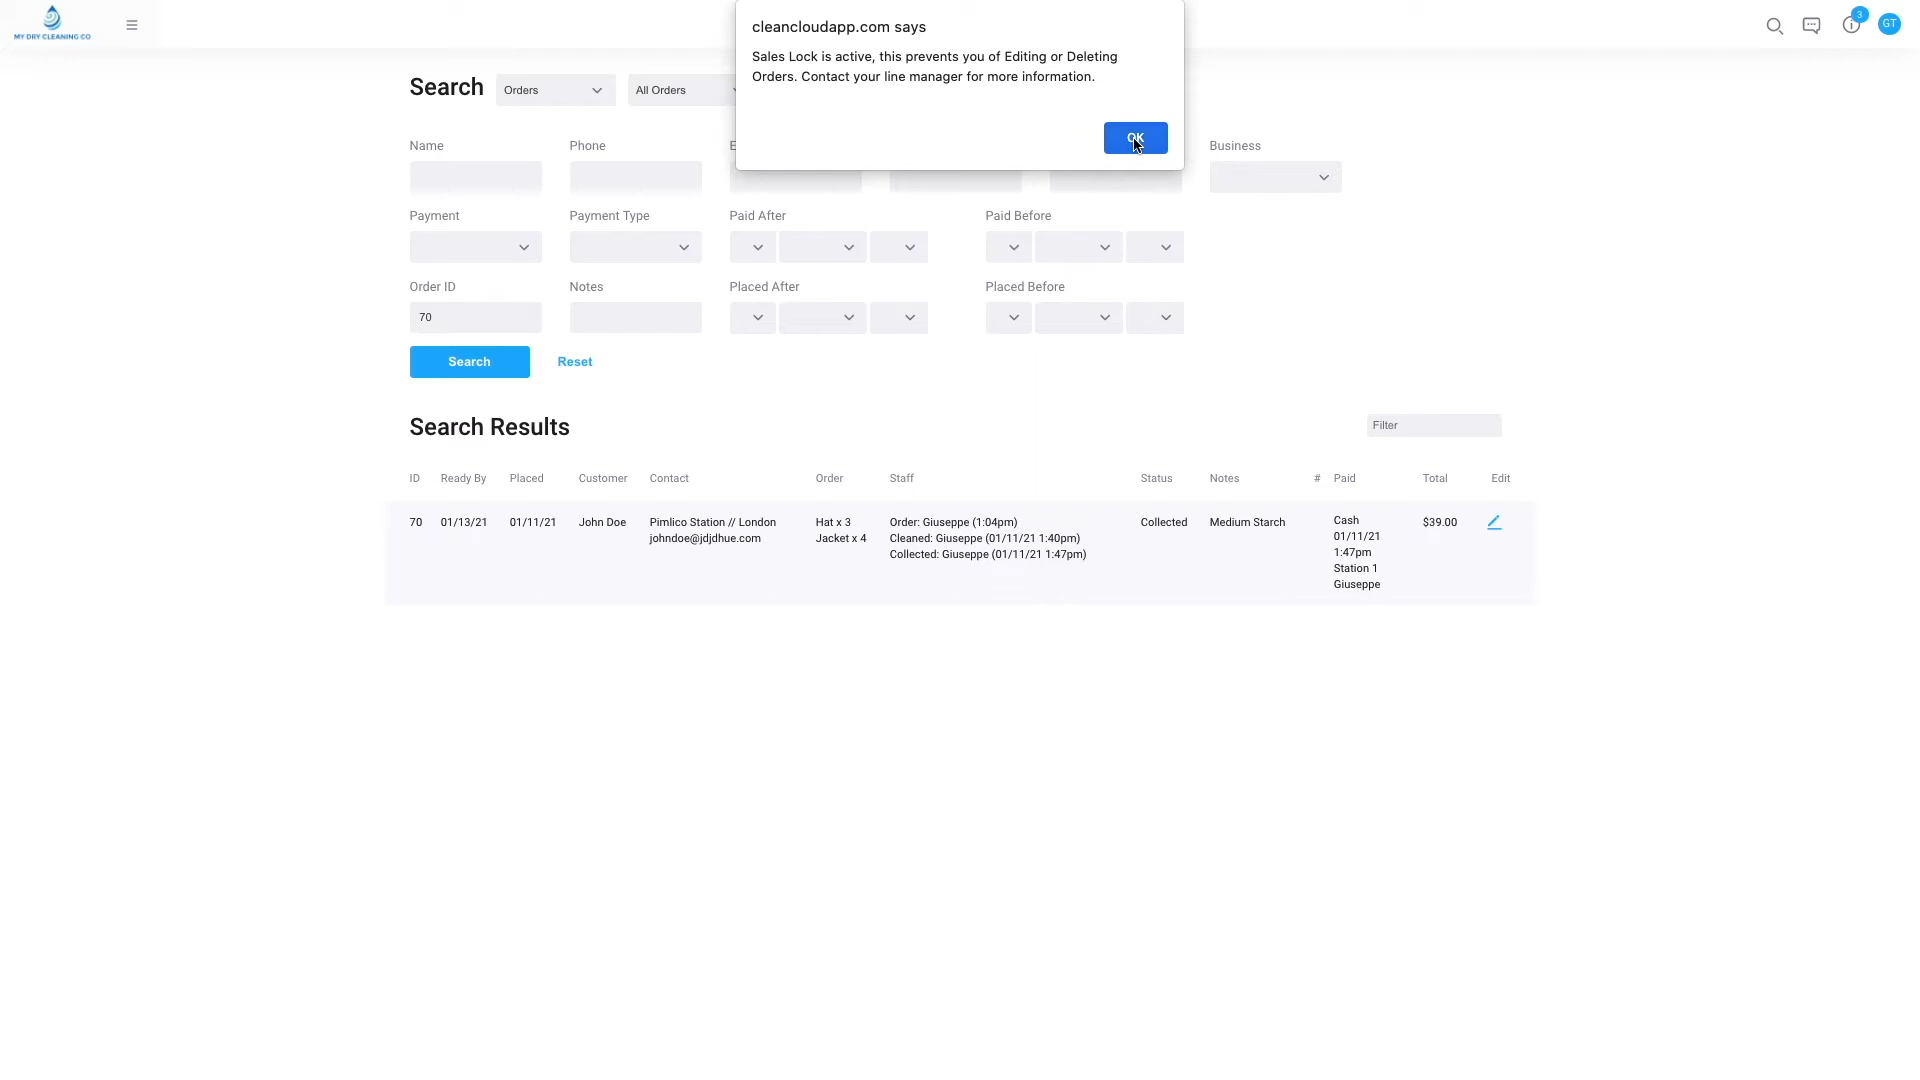 MY DRY CLEANING CO
cleancloudapp.com says
Sales Lock is active, this prevents you of Editing or Deleting
Orders. Contact your line manager for more information.
OK
3
GT
Search
Orders
All Orders
Name
Phone
E
Business
Payment
Payment Type
Paid After
Paid Before
Order ID
Notes
Placed After
Placed Before
70
Search
Reset
Search Results
Filter
ID Ready By Placed Customer Contact Order Staff Status Notes # Paid Total Edit
70 01/13/21 01/11/21 John Doe
Pimlico Station // London
johndoe@jdjdhue.com
Hat x 3
Jacket x 4
Order: Giuseppe (1:04pm)
Cleaned: Giuseppe (01/11/21 1:40pm)
Collected: Giuseppe (01/11/21 1:47pm)
Collected
Medium Starch
Cash
01/11/21
1:47pm
Station 1
Giuseppe
$39.00